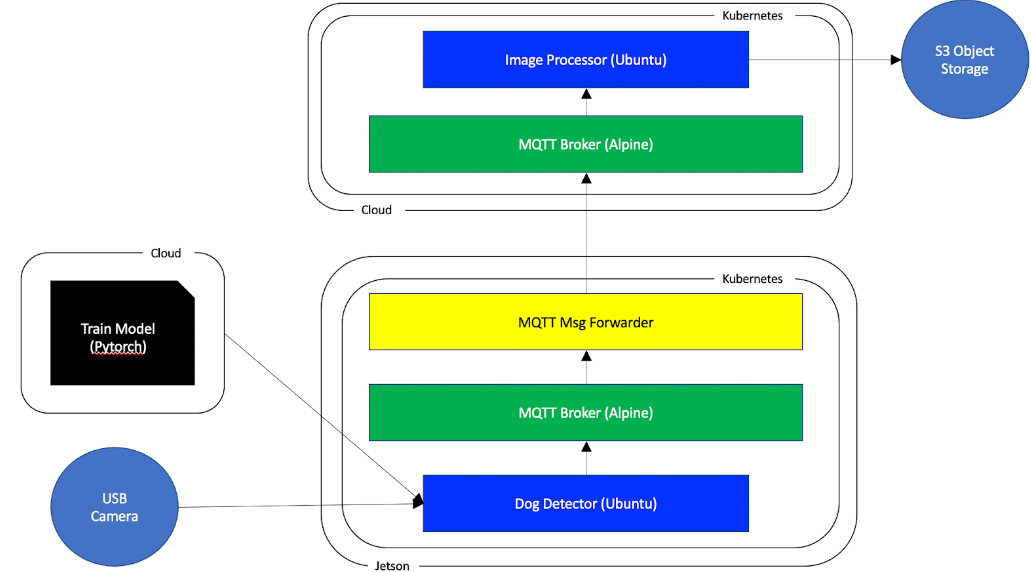 Kubernetes
Image Processor (Ubuntu)
S3 Object
Storage
MQTT Broker (Alpine)
Cloud
Cloud
Kubernetes
MQTT Msg Forwarder
Train Model
(Pytorch)
MQTT Broker (Alpine)
USB
Camera
Dog Detector (Ubuntu)
Jetson